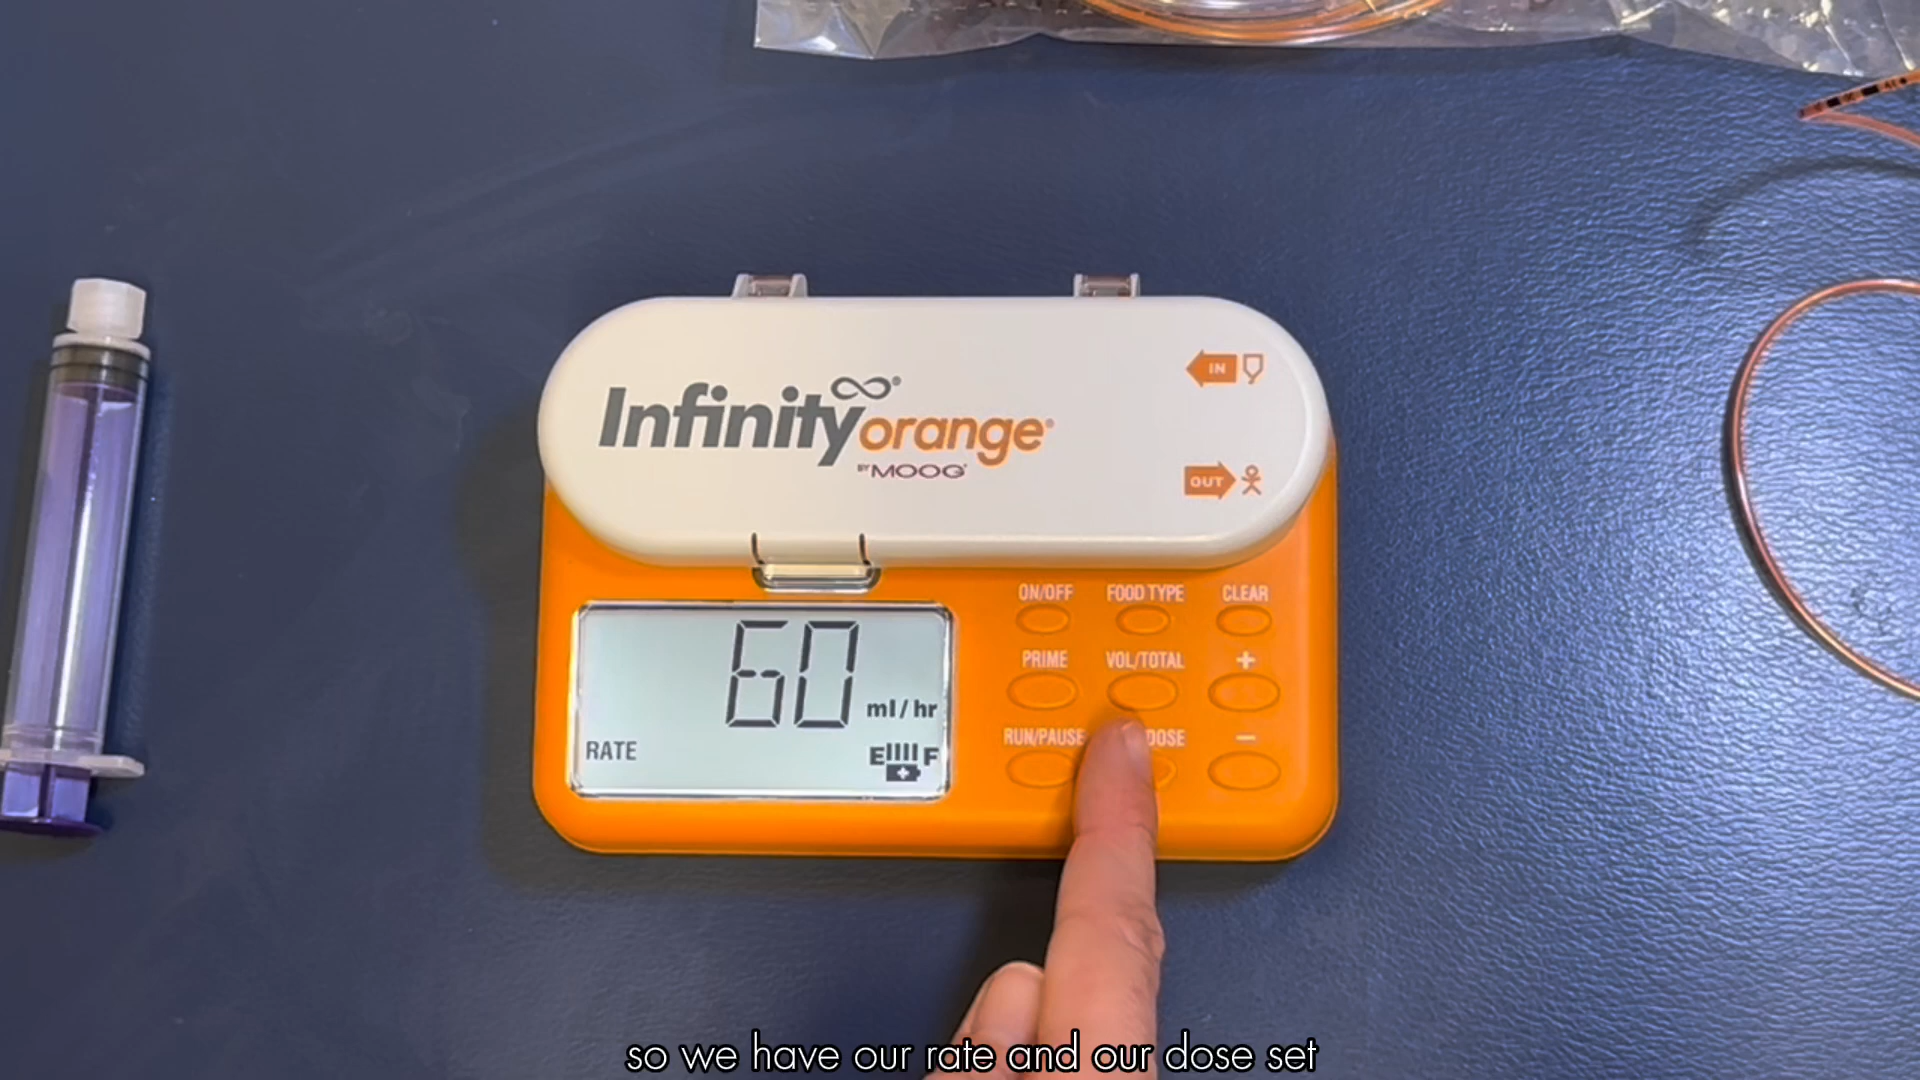 Infinity∞® orange®
BY MOOG®
IN
OUT
ON/OFF FOOD TYPE CLEAR
PRIME VOL/TOTAL +
RUN/PAUSE DOSE −
60 ml/hr
RATE E F
so we have our rate and our dose set